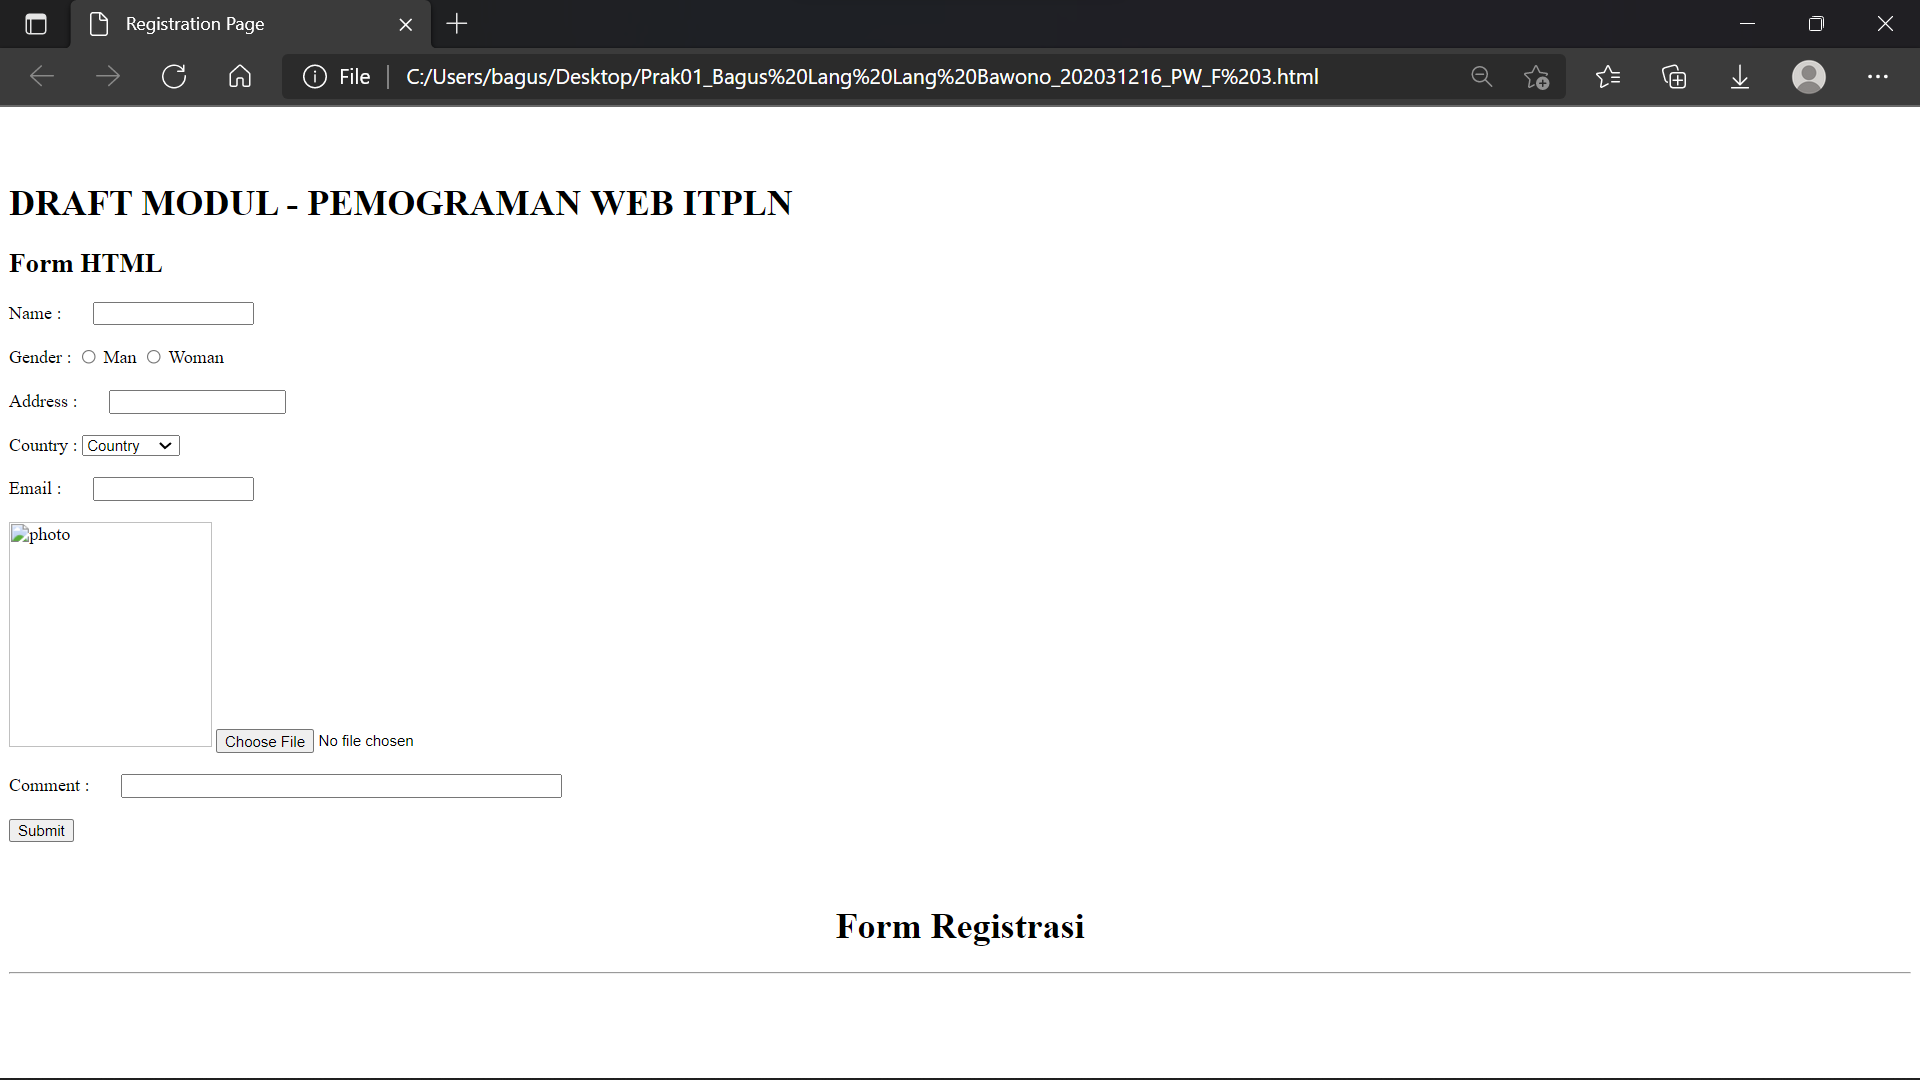 Registration Page
File C:/Users/bagus/Desktop/Prak01_Bagus%20Lang%20Lang%20Bawono_202031216_PW_F%203.html
DRAFT MODUL - PEMOGRAMAN WEB ITPLN
Form HTML
Name :
Gender : Man Woman
Address :
Country : Country
Email :
photo
Choose File No file chosen
Comment :
Submit
Form Registrasi